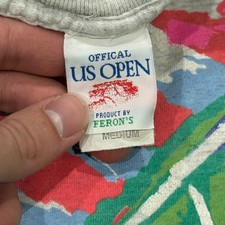 OFFICAL
US OPEN
PRODUCT BY
FERON'S
MEDIUM